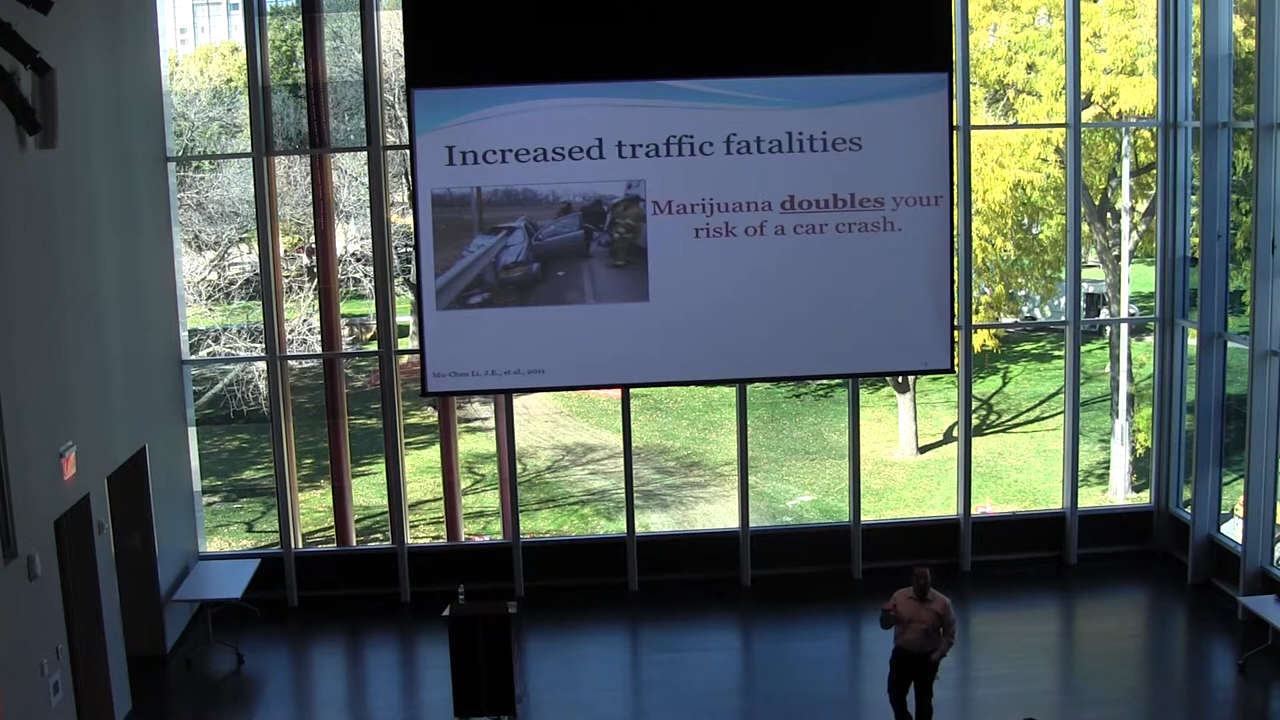 Increased traffic fatalities
Marijuana doubles your
risk of a car crash.
Mu-Chen Li, J.E., et al., 2011